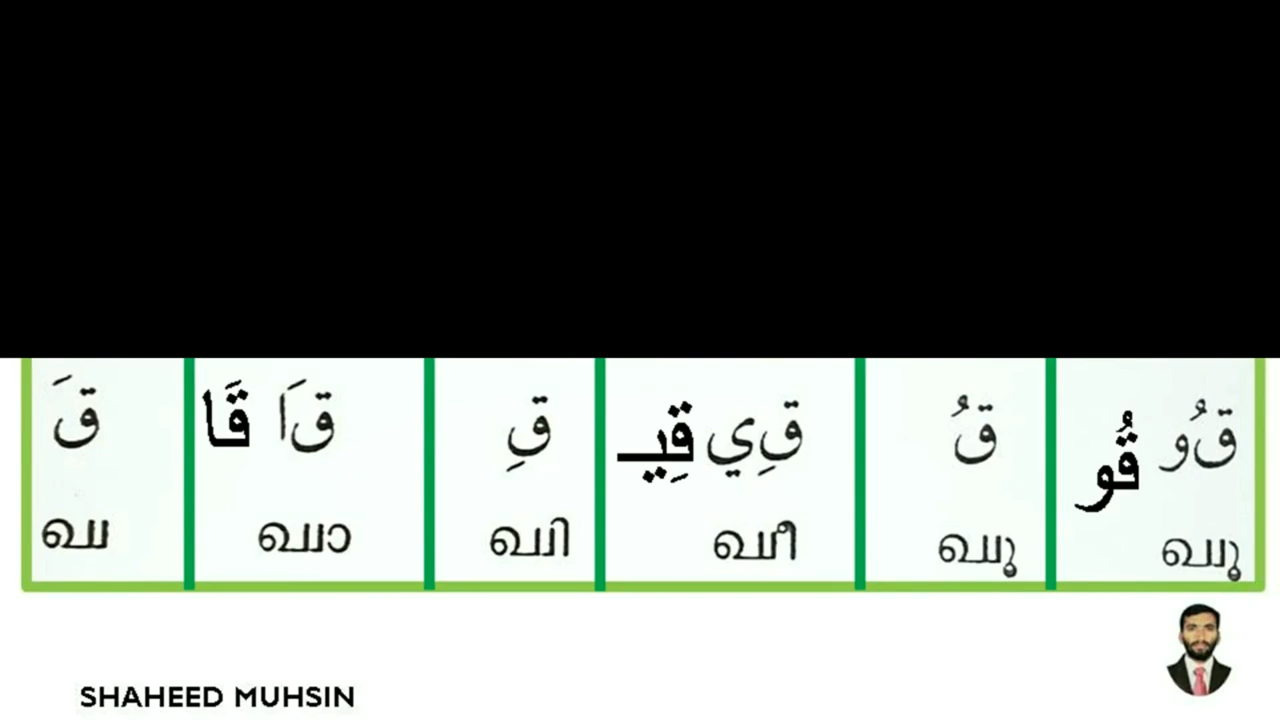 قَ قَا قَا قِ قِيـ قِي قُ قُو قُو
ഖ ഖാ ഖി ഖീ ഖു ഖു
SHAHEED MUHSIN